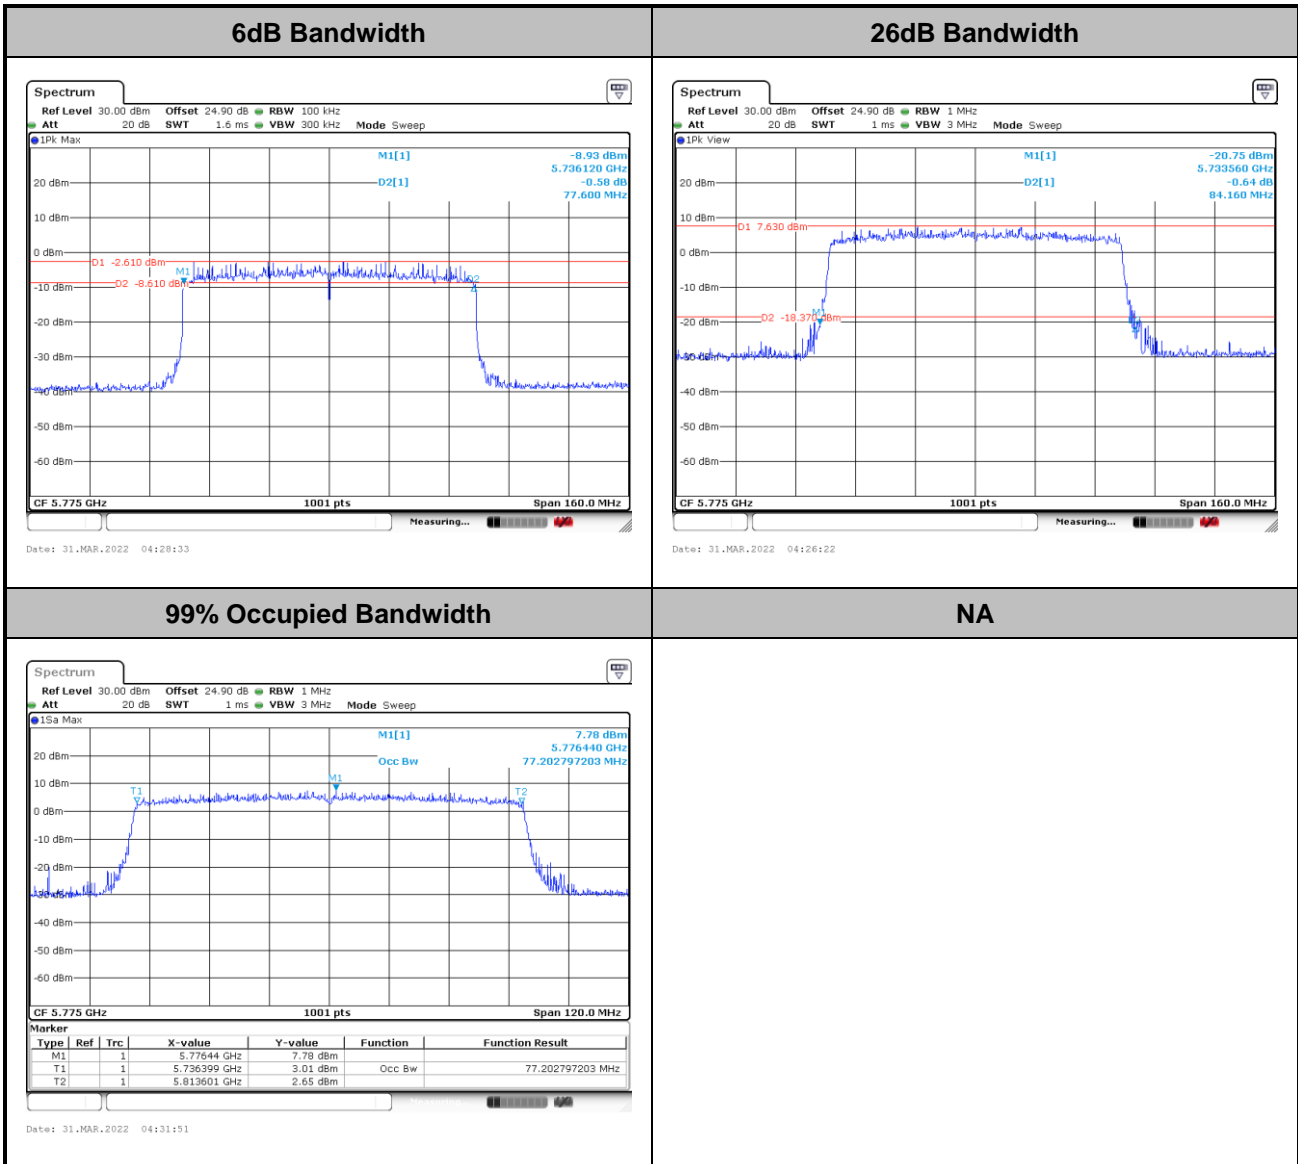 6dB Bandwidth
26dB Bandwidth
Spectrum
Ref Level 30.00 dBm Offset 24.90 dB RBW 100 kHz
Att 20 dB SWT 1.6 ms VBW 300 kHz Mode Sweep
1Pk Max
M1[1] -8.93 dBm
5.736120 GHz
20 dBm
D2[1] -0.58 dB
77.600 MHz
10 dBm
0 dBm
D1 -2.610 dBm
M1
D2
D2 -8.610 dBm
-10 dBm
-20 dBm
-30 dBm
-40 dBm
-50 dBm
-60 dBm
CF 5.775 GHz 1001 pts Span 160.0 MHz
Measuring...
Date: 31.MAR.2022 04:28:33
Spectrum
Ref Level 30.00 dBm Offset 24.90 dB RBW 1 MHz
Att 20 dB SWT 1 ms VBW 3 MHz Mode Sweep
1Pk View
M1[1] -20.75 dBm
5.733560 GHz
20 dBm
D2[1] -0.64 dB
84.160 MHz
10 dBm
D1 7.630 dBm
0 dBm
-10 dBm
-20 dBm
M1
D2 -18.370 dBm
-30 dBm
-40 dBm
-50 dBm
-60 dBm
CF 5.775 GHz 1001 pts Span 160.0 MHz
Measuring...
Date: 31.MAR.2022 04:26:22
99% Occupied Bandwidth
NA
Spectrum
Ref Level 30.00 dBm Offset 24.90 dB RBW 1 MHz
Att 20 dB SWT 1 ms VBW 3 MHz Mode Sweep
1Sa Max
M1[1] 7.78 dBm
5.776440 GHz
20 dBm
Occ Bw 77.202797203 MHz
10 dBm
M1
T1
T2
0 dBm
-10 dBm
-20 dBm
-30 dBm
-40 dBm
-50 dBm
-60 dBm
CF 5.775 GHz 1001 pts Span 120.0 MHz
Marker
Type Ref Trc X-value Y-value Function Function Result
M1 1 5.77644 GHz 7.78 dBm
T1 1 5.736399 GHz 3.01 dBm Occ Bw 77.202797203 MHz
T2 1 5.813601 GHz 2.65 dBm
Measuring...
Date: 31.MAR.2022 04:31:51